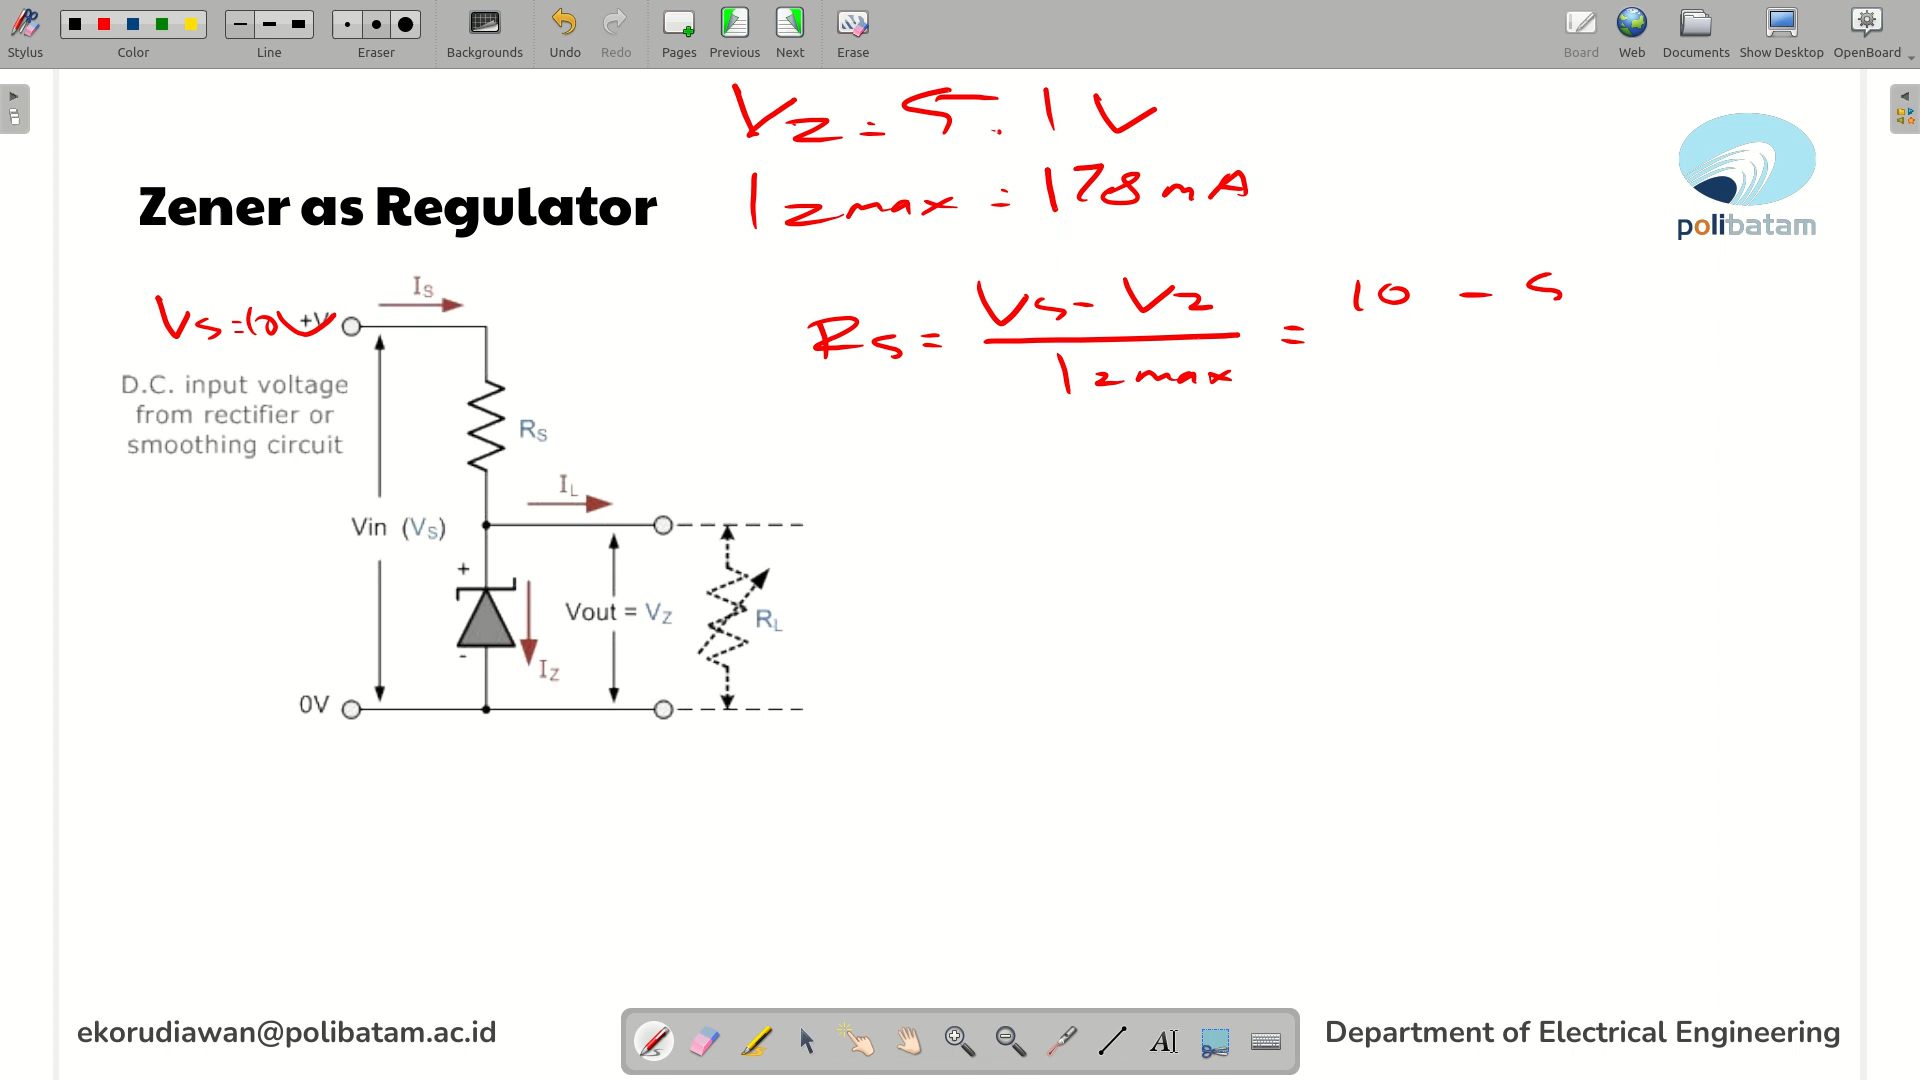 Stylus Color Line Eraser Backgrounds Undo Redo Pages Previous Next Erase Board Web Documents Show Desktop OpenBoard
Vz = 5.1 V
Izmax = 178 mA
polibatam
Zener as Regulator
Is
Vs=10V
+V
Rs = Vs - Vz / Izmax = 10 - 5
D.C. input voltage
from rectifier or
smoothing circuit
Rs
IL
Vin (Vs)
+
Vout = Vz
RL
-
Iz
0V
ekorudiawan@polibatam.ac.id
AI
Department of Electrical Engineering